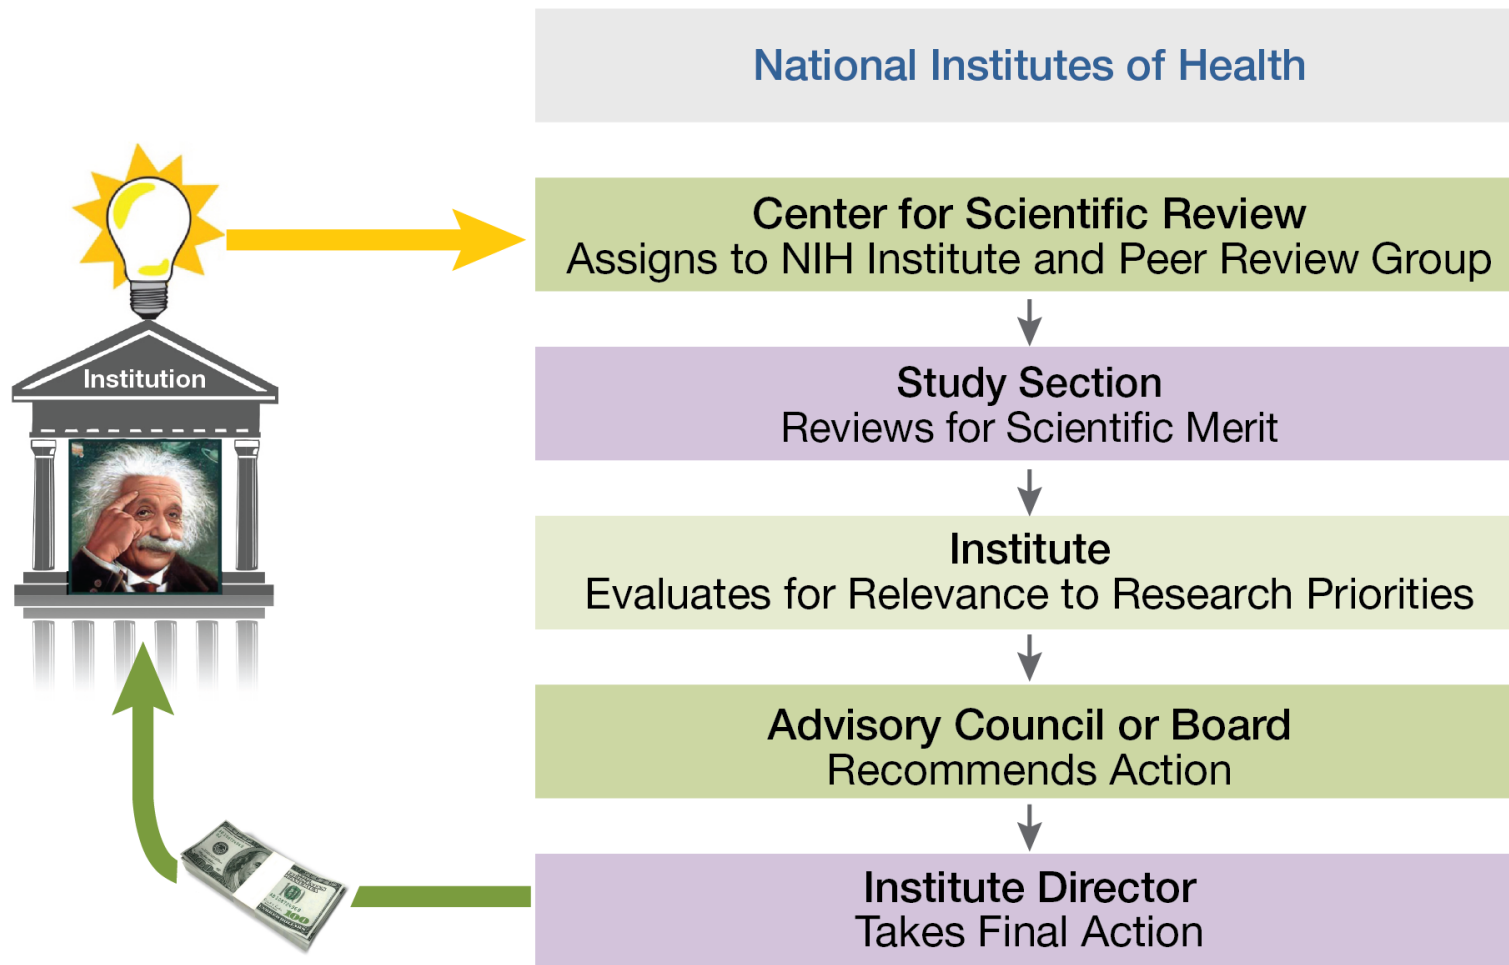 National Institutes of Health
Center for Scientific Review
Assigns to NIH Institute and Peer Review Group
Study Section
Reviews for Scientific Merit
Institution
Institute
Evaluates for Relevance to Research Priorities
Advisory Council or Board
Recommends Action
Institute Director
Takes Final Action
100